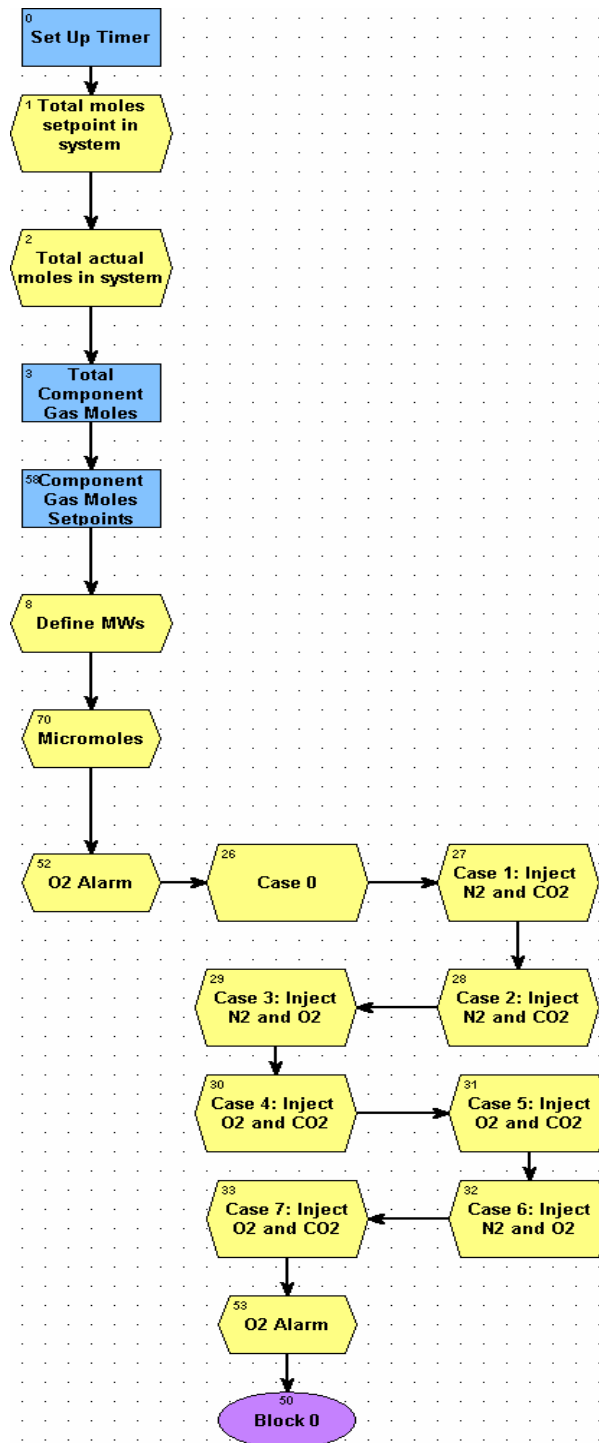 0
Set Up Timer
1 Total moles
setpoint in
system
2
Total actual
moles in system
3
Total
Component
Gas Moles
58 Component
Gas Moles
Setpoints
8
Define MWs
70
Micromoles
52
O2 Alarm
26
Case 0
27
Case 1: Inject
N2 and CO2
28
Case 2: Inject
N2 and CO2
29
Case 3: Inject
N2 and O2
30
Case 4: Inject
O2 and CO2
31
Case 5: Inject
O2 and CO2
32
Case 6: Inject
N2 and O2
33
Case 7: Inject
O2 and CO2
53
O2 Alarm
50
Block 0